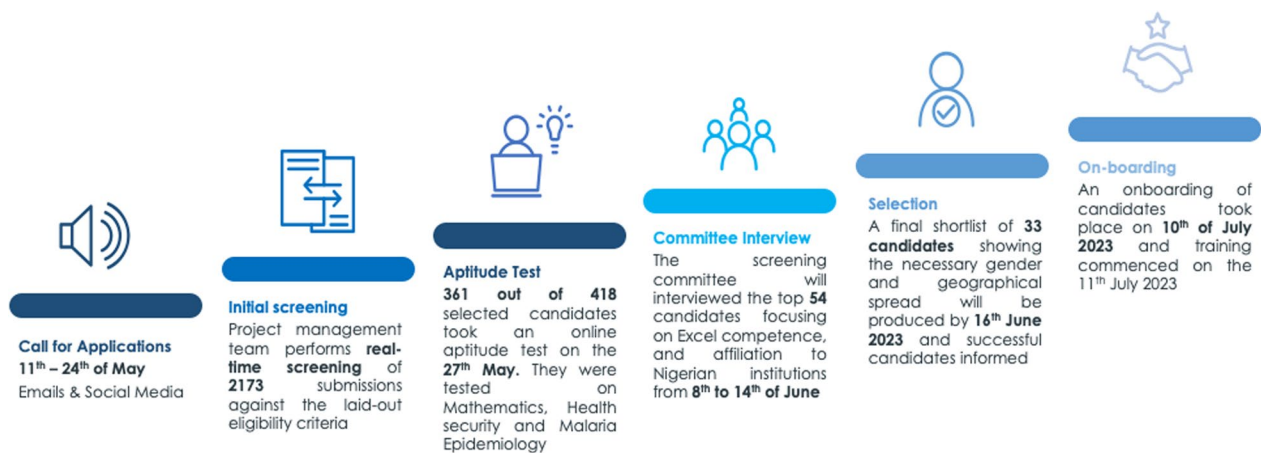 Call for Applications
11th – 24th of May
Emails & Social Media
Initial screening
Project management
team performs real-
time screening of
2173 submissions
against the laid-out
eligibility criteria
Aptitude Test
361 out of 418
selected candidates
took an online
aptitude test on the
27th May. They were
tested on
Mathematics, Health
security and Malaria
Epidemiology
Committee Interview
The screening
committee will
interviewed the top 54
candidates focusing
on Excel competence,
and affiliation to
Nigerian institutions
from 8th to 14th of June
Selection
A final shortlist of 33
candidates showing
the necessary gender
and geographical
spread will be
produced by 16th June
2023 and successful
candidates informed
On-boarding
An onboarding of
candidates took
place on 10th of July
2023 and training
commenced on the
11th July 2023